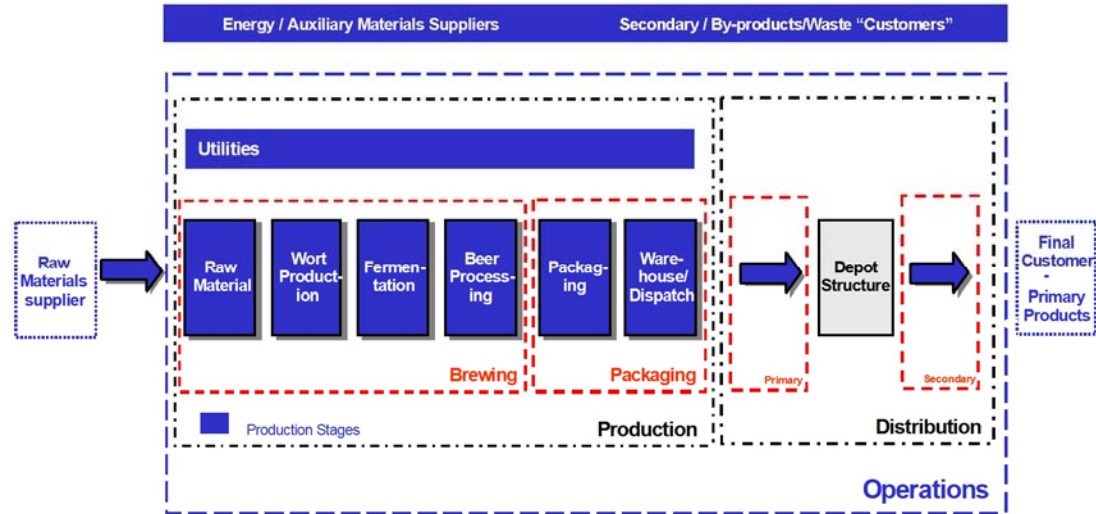 Energy / Auxiliary Materials Suppliers
Secondary / By-products/Waste “Customers”
Utilities
Raw
Materials
supplier
Raw
Material
Wort
Product-
ion
Fermen-
tation
Beer
Process-
ing
Packag-
ing
Ware-
house/
Dispatch
Depot
Structure
Final
Customer
-
Primary
Products
Brewing
Packaging
Primary
Secondary
Production Stages
Production
Distribution
Operations